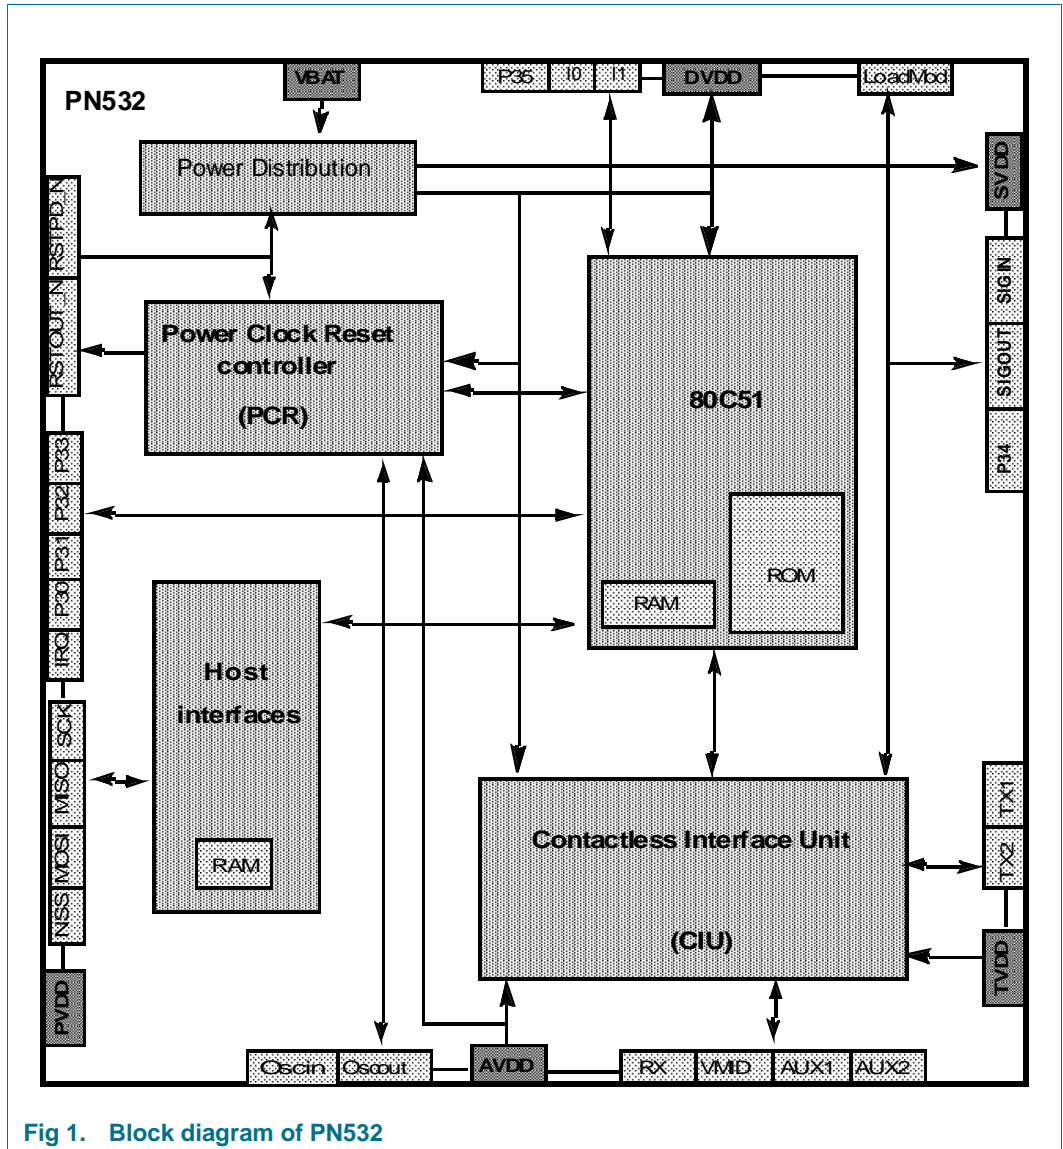 VBAT
P35 I0 I1
DVDD
LoadMod
PN532
Power Distribution
SVDD
RSTPD_N
RSTOUT_N
SIGIN
SIGOUT
P34
Power Clock Reset
controller
(PCR)
80C51
ROM
RAM
P33
P32
P31
P30
IRQ
Host
interfaces
RAM
SCK
MISO
MOSI
NSS
PVDD
Contactless Interface Unit
(CIU)
TX1
TX2
TVDD
Oscin Oscout
AVDD
RX VMID AUX1 AUX2
Fig 1. Block diagram of PN532